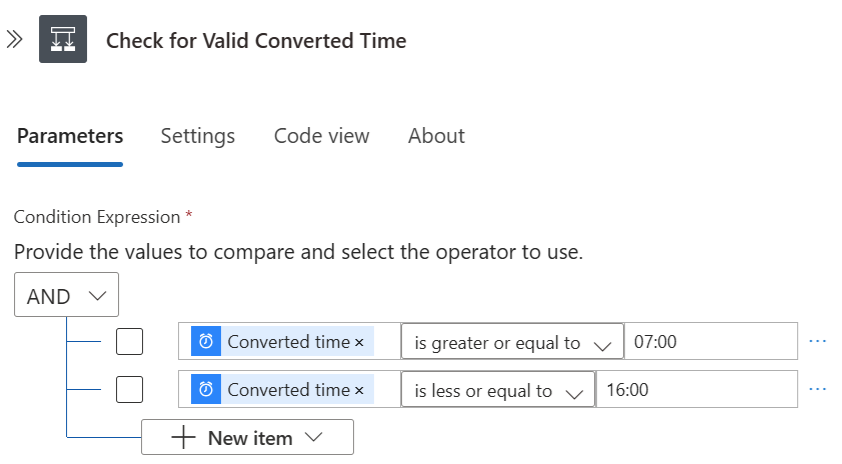 Check for Valid Converted Time
Parameters Settings Code view About
Condition Expression *
Provide the values to compare and select the operator to use.
AND
Converted time × is greater or equal to 07:00 ...
Converted time × is less or equal to 16:00 ...
New item